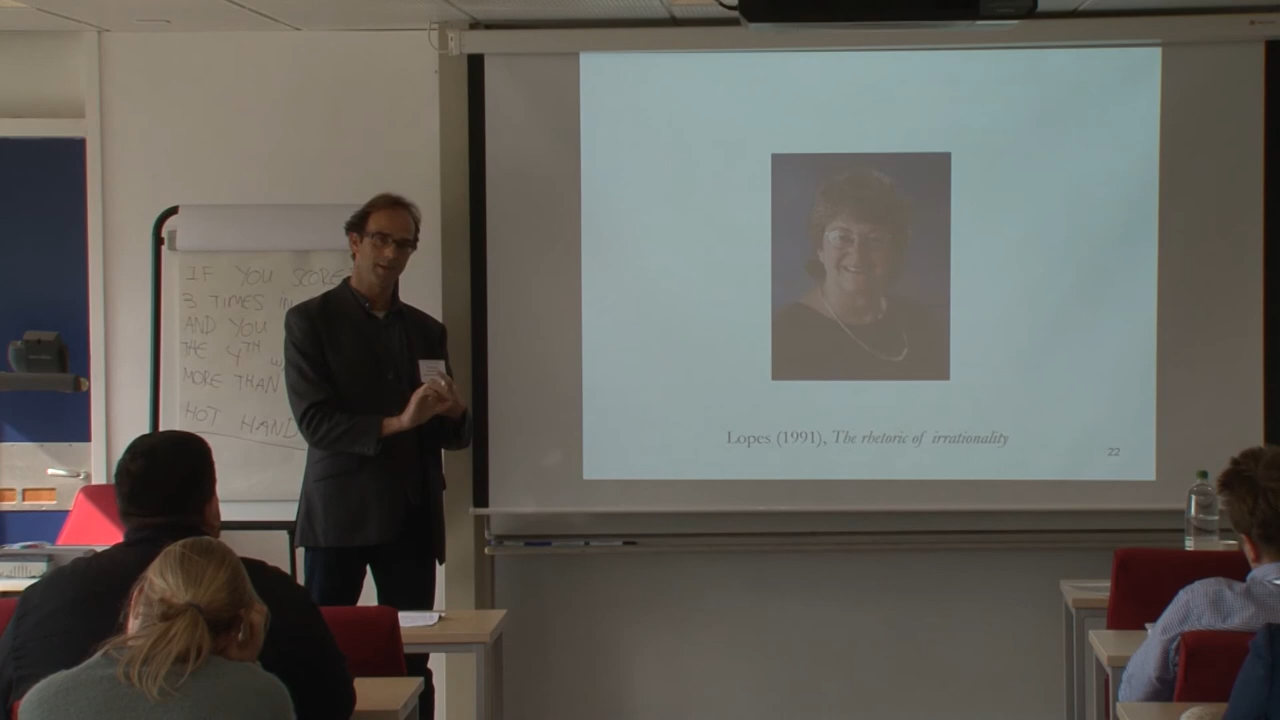 IF YOU SCORE
3 TIMES IN
AND YOU
THE 4TH
MORE THAN
HOT HAND
Lopes (1991), The rhetoric of irrationality
22